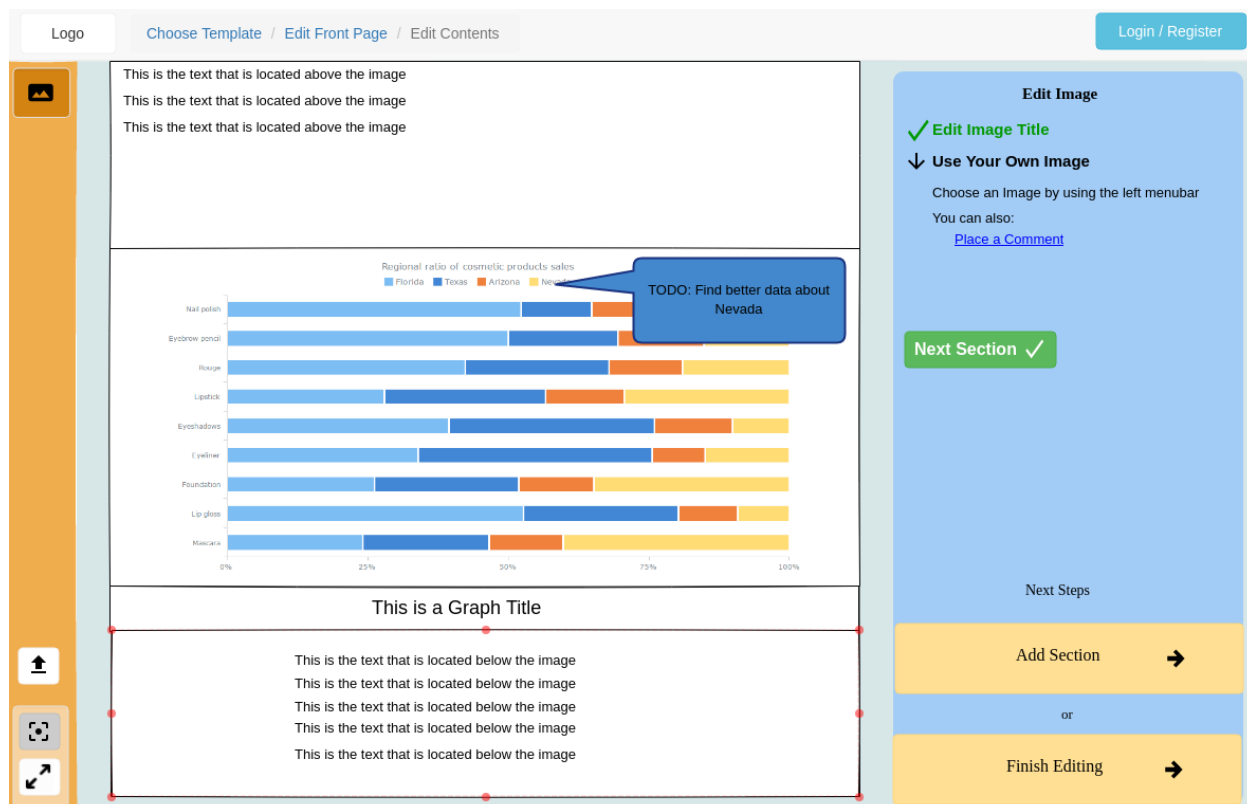 Logo
Choose Template / Edit Front Page / Edit Contents
Login / Register
This is the text that is located above the image
This is the text that is located above the image
This is the text that is located above the image
Regional ratio of cosmetic products sales
Florida Texas Arizona
TODO: Find better data about
Nevada
Nail polish
Eyebrow pencil
Rouge
Lipstick
Eyeshadows
Eyeliner
Foundation
Lip gloss
Mascara
0% 25% 50% 75% 100%
This is a Graph Title
This is the text that is located below the image
This is the text that is located below the image
This is the text that is located below the image
This is the text that is located below the image
This is the text that is located below the image
Edit Image
Edit Image Title
Use Your Own Image
Choose an Image by using the left menubar
You can also:
Place a Comment
Next Section
Next Steps
Add Section
or
Finish Editing